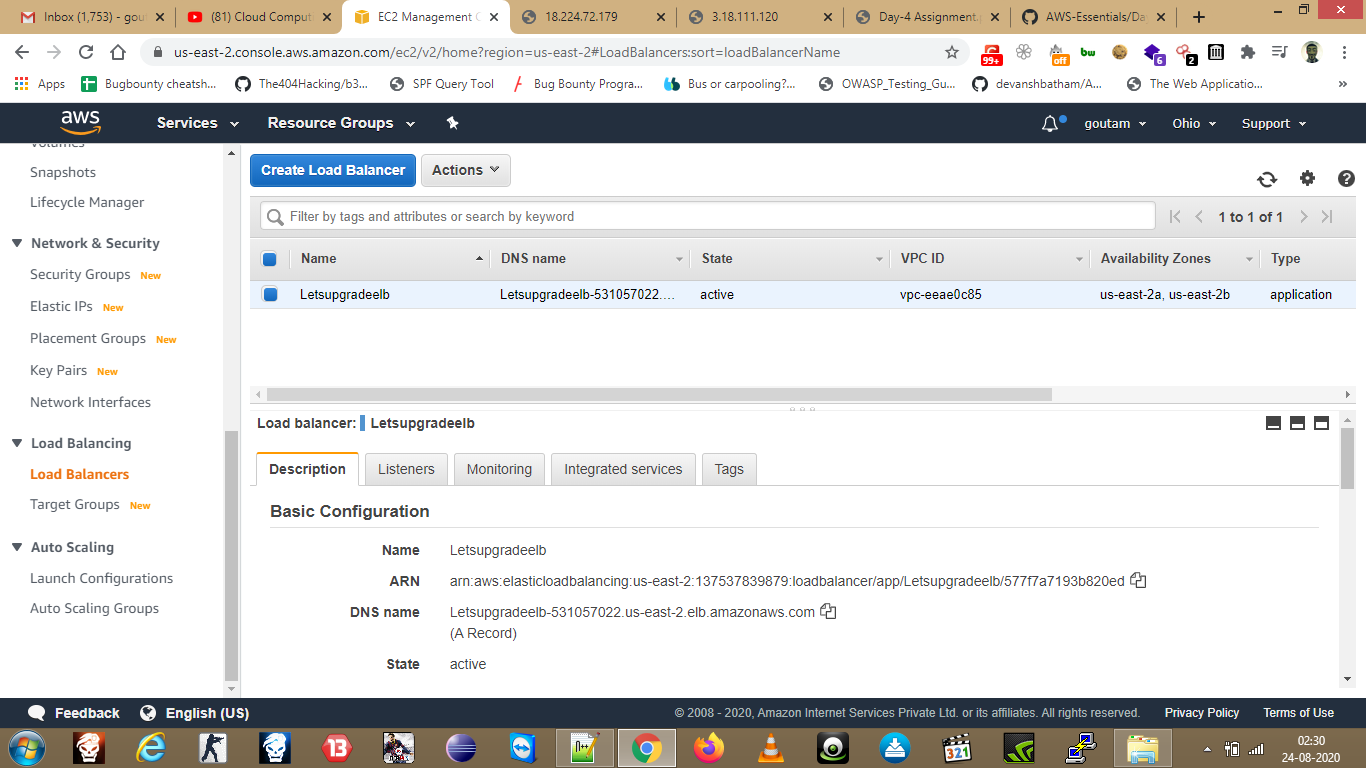 Inbox (1,753) - gou
(81) Cloud Comput
EC2 Management C
18.224.72.179
3.18.111.120
Day-4 Assignment.
AWS-Essentials/Da
us-east-2.console.aws.amazon.com/ec2/v2/home?region=us-east-2#LoadBalancers:sort=loadBalancerName
99+
off
bw
6
2
Apps
Bugbounty cheatsh...
The404Hacking/b3...
SPF Query Tool
Bug Bounty Progra...
Bus or carpooling?...
OWASP_Testing_Gu...
devanshbatham/A...
The Web Applicatio...
»
aws
Services
Resource Groups
goutam
Ohio
Support
Volumes
Snapshots
Lifecycle Manager
Network & Security
Security Groups New
Elastic IPs New
Placement Groups New
Key Pairs New
Network Interfaces
Load Balancing
Load Balancers
Target Groups New
Auto Scaling
Launch Configurations
Auto Scaling Groups
Create Load Balancer
Actions
Filter by tags and attributes or search by keyword
1 to 1 of 1
Name
DNS name
State
VPC ID
Availability Zones
Type
Letsupgradeelb
Letsupgradeelb-531057022....
active
vpc-eeae0c85
us-east-2a, us-east-2b
application
Load balancer: Letsupgradeelb
Description
Listeners
Monitoring
Integrated services
Tags
Basic Configuration
Name Letsupgradeelb
ARN arn:aws:elasticloadbalancing:us-east-2:137537839879:loadbalancer/app/Letsupgradeelb/577f7a7193b820ed
DNS name Letsupgradeelb-531057022.us-east-2.elb.amazonaws.com
(A Record)
State active
Feedback
English (US)
© 2008 - 2020, Amazon Internet Services Private Ltd. or its affiliates. All rights reserved.
Privacy Policy
Terms of Use
13
n++
321
02:30
24-08-2020